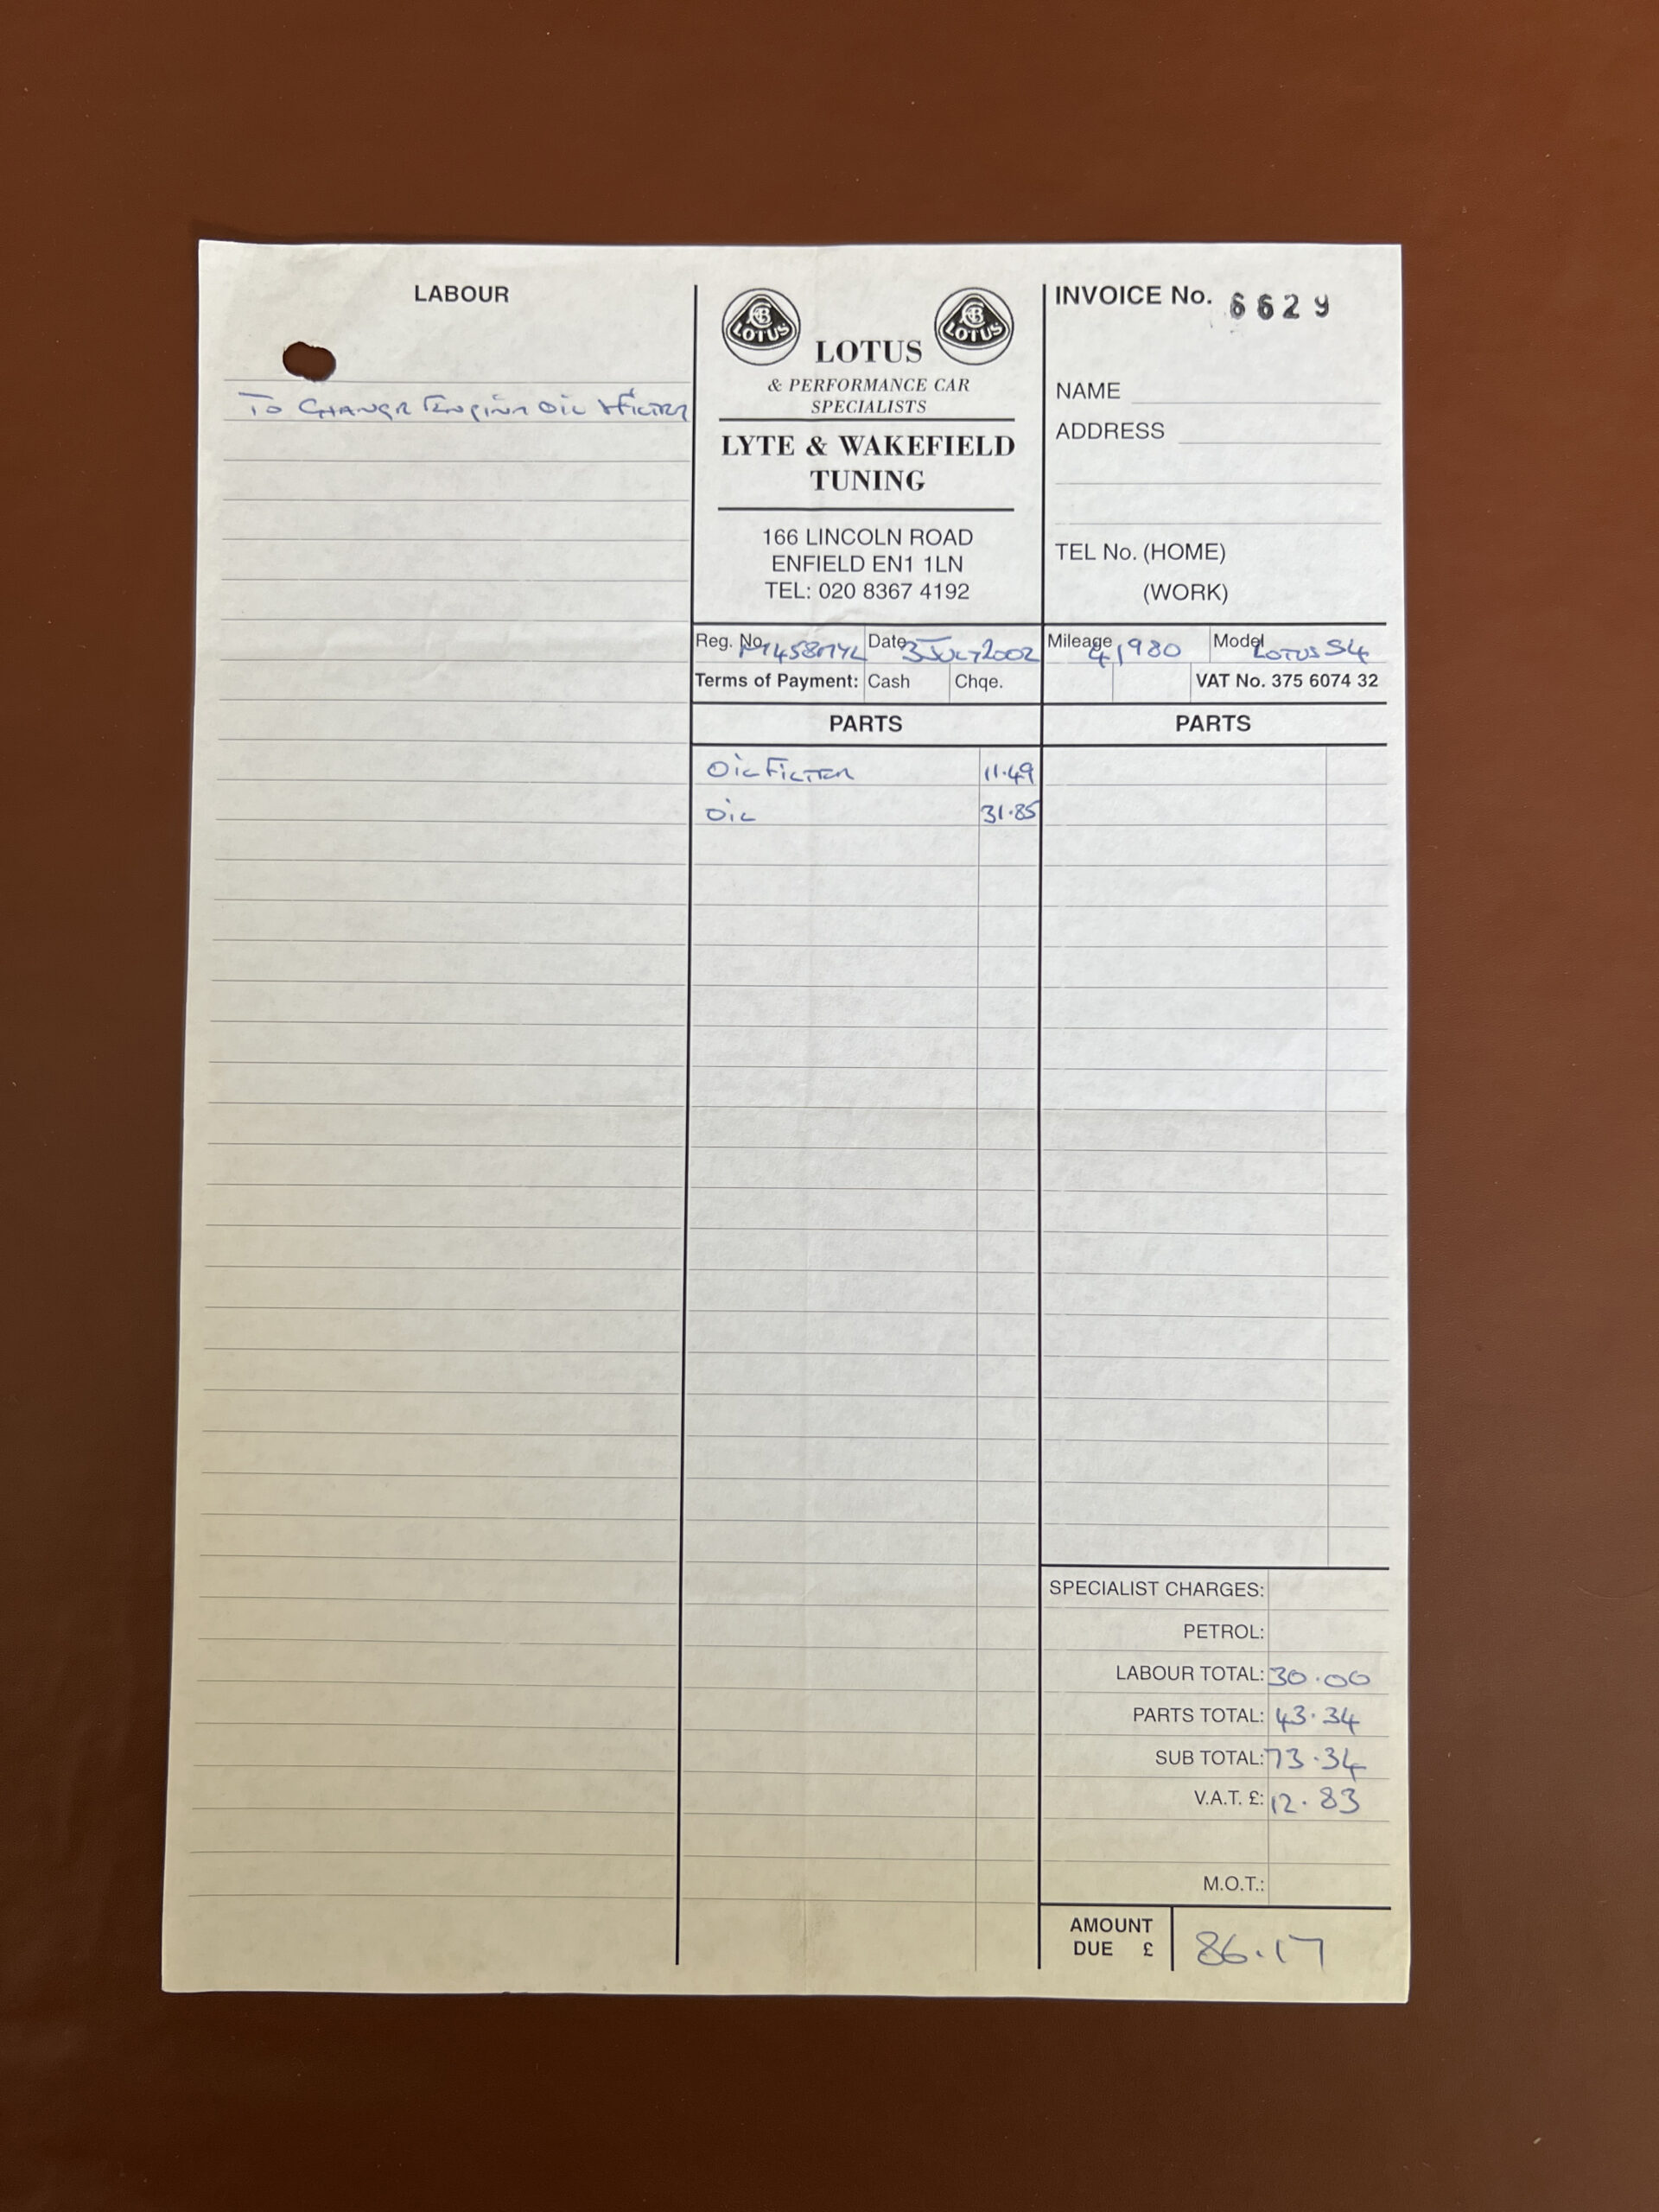 LABOUR
To Change Engine Oil & Filter
LOTUS
LOTUS
LOTUS
& PERFORMANCE CAR
SPECIALISTS
LYTE & WAKEFIELD
TUNING
166 LINCOLN ROAD
ENFIELD EN1 1LN
TEL: 020 8367 4192
INVOICE No. 6629
NAME
ADDRESS
TEL No. (HOME)
(WORK)
Reg. No. Date 3 July 2002 Mileage 41980 Model Lotus S4
Terms of Payment: Cash Chqe. VAT No. 375 6074 32
PARTS PARTS
Oil Filter 11.49
Oil 31.85
SPECIALIST CHARGES:
PETROL:
LABOUR TOTAL: 30.00
PARTS TOTAL: 43.34
SUB TOTAL: 73.34
V.A.T. £: 12.83
M.O.T.:
AMOUNT
DUE £ 86.17